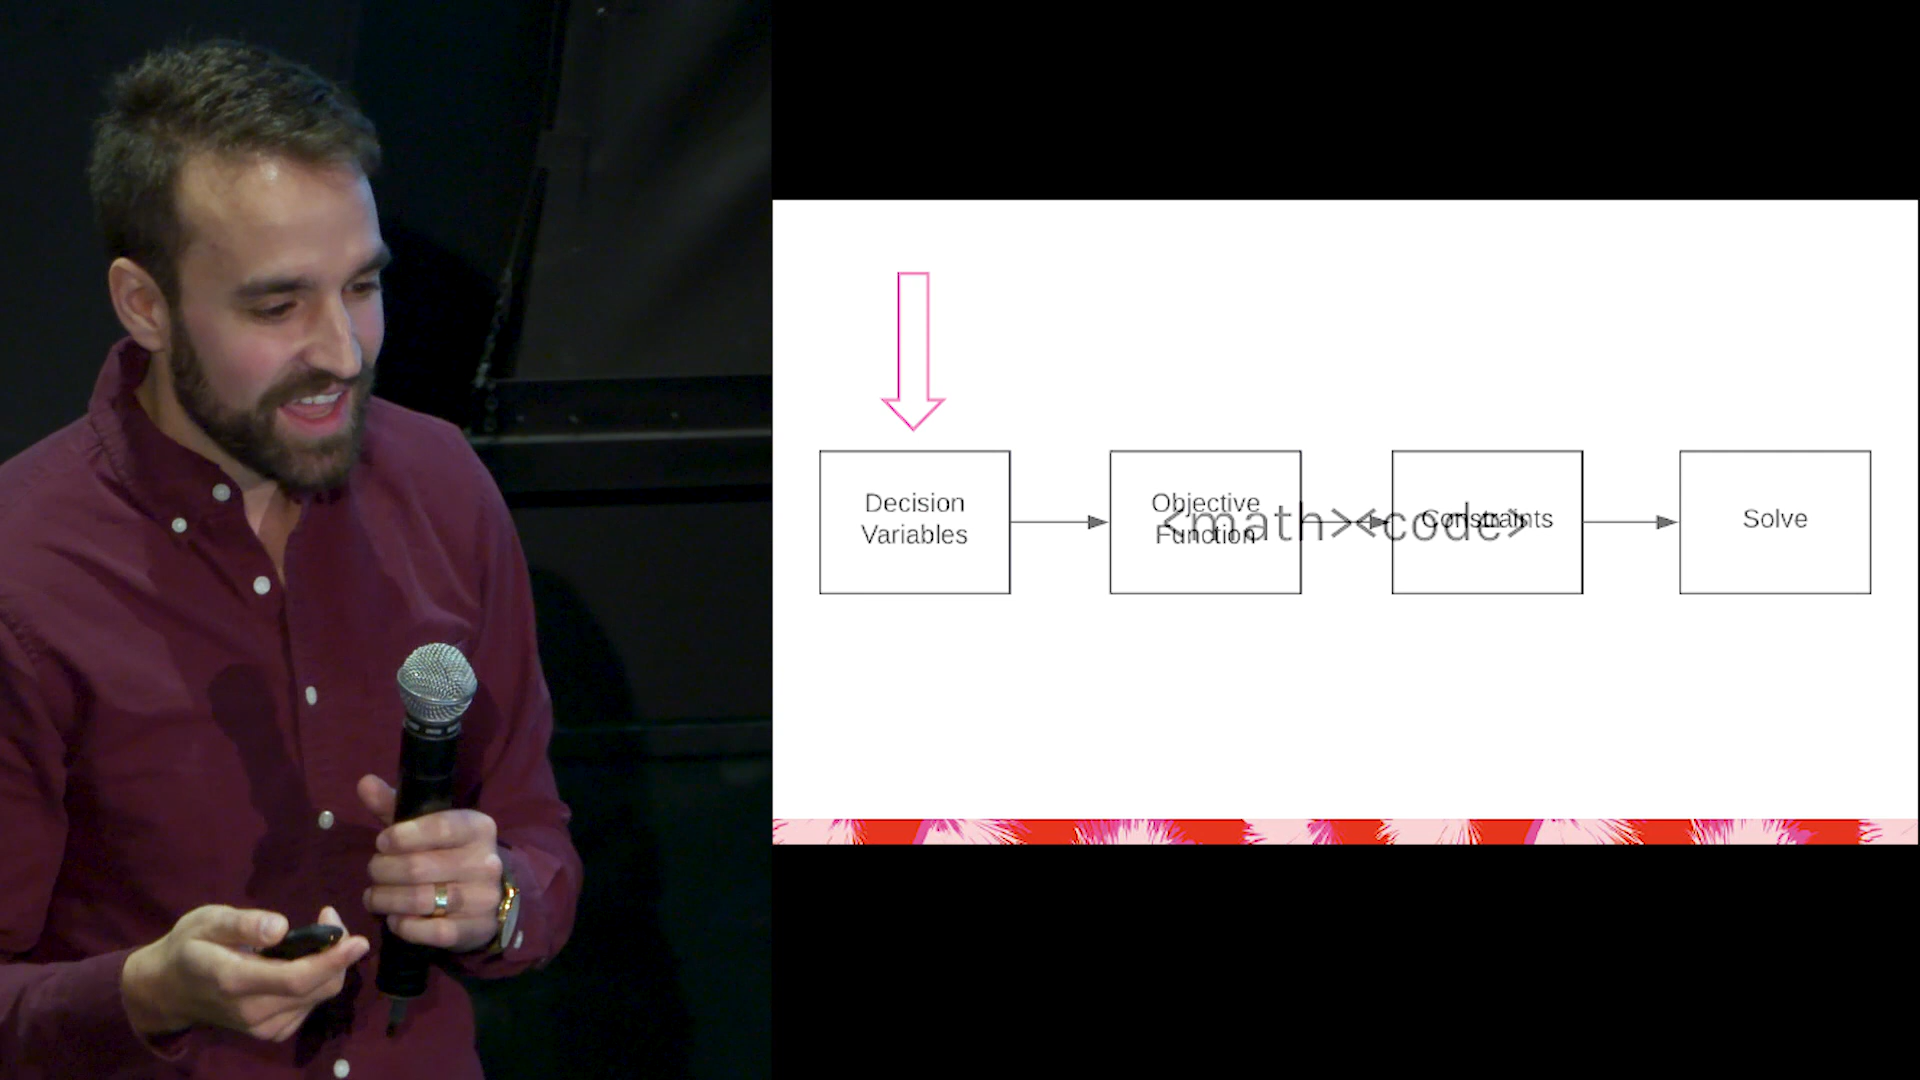 Decision
Variables
Objective
Function
<math><code>
Constraints
Solve